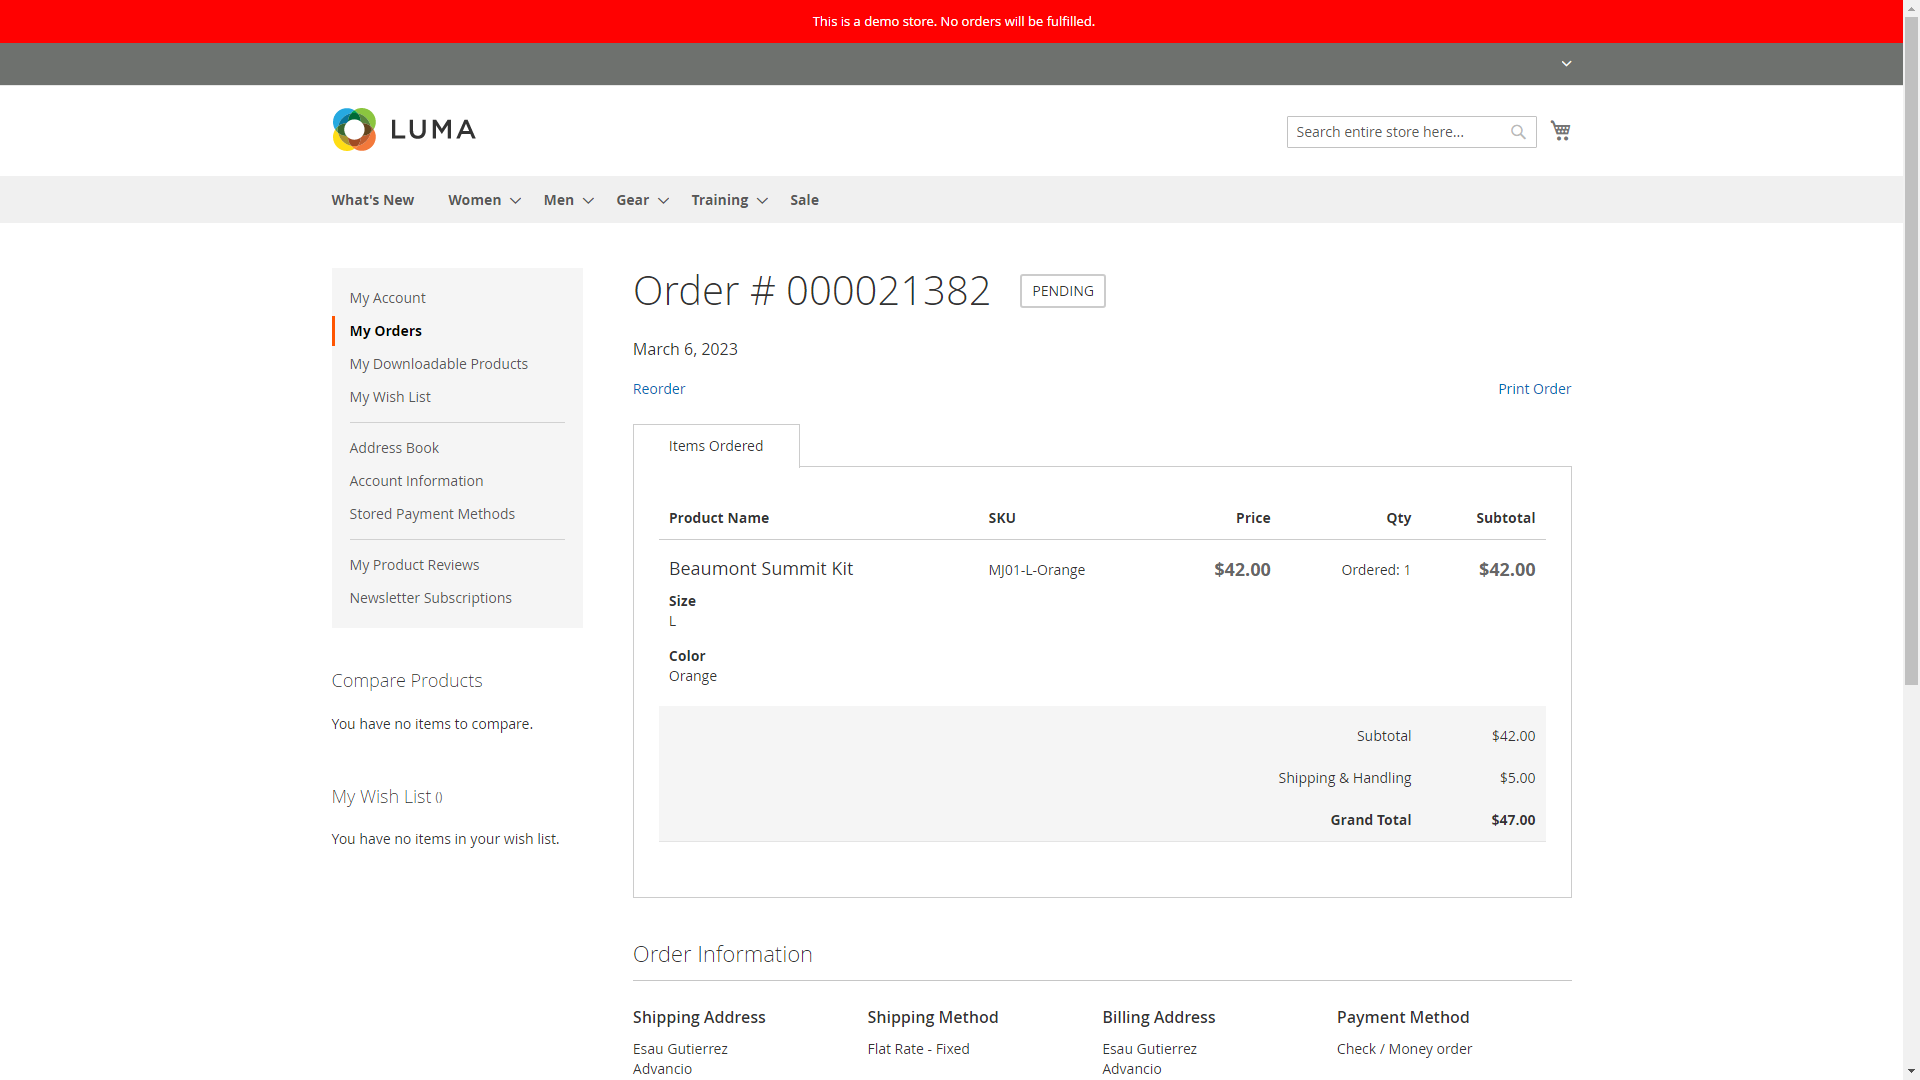 This is a demo store. No orders will be fulfilled.
LUMA
Search entire store here...
What's New Women Men Gear Training Sale
My Account
My Orders
My Downloadable Products
My Wish List
Address Book
Account Information
Stored Payment Methods
My Product Reviews
Newsletter Subscriptions
Compare Products
You have no items to compare.
My Wish List ()
You have no items in your wish list.
Order # 000021382 PENDING
March 6, 2023
Reorder Print Order
Items Ordered
Product Name SKU Price Qty Subtotal
Beaumont Summit Kit MJ01-L-Orange $42.00 Ordered: 1 $42.00
Size
L
Color
Orange
Subtotal $42.00
Shipping & Handling $5.00
Grand Total $47.00
Order Information
Shipping Address Shipping Method Billing Address Payment Method
Esau Gutierrez Flat Rate - Fixed Esau Gutierrez Check / Money order
Advancio Advancio